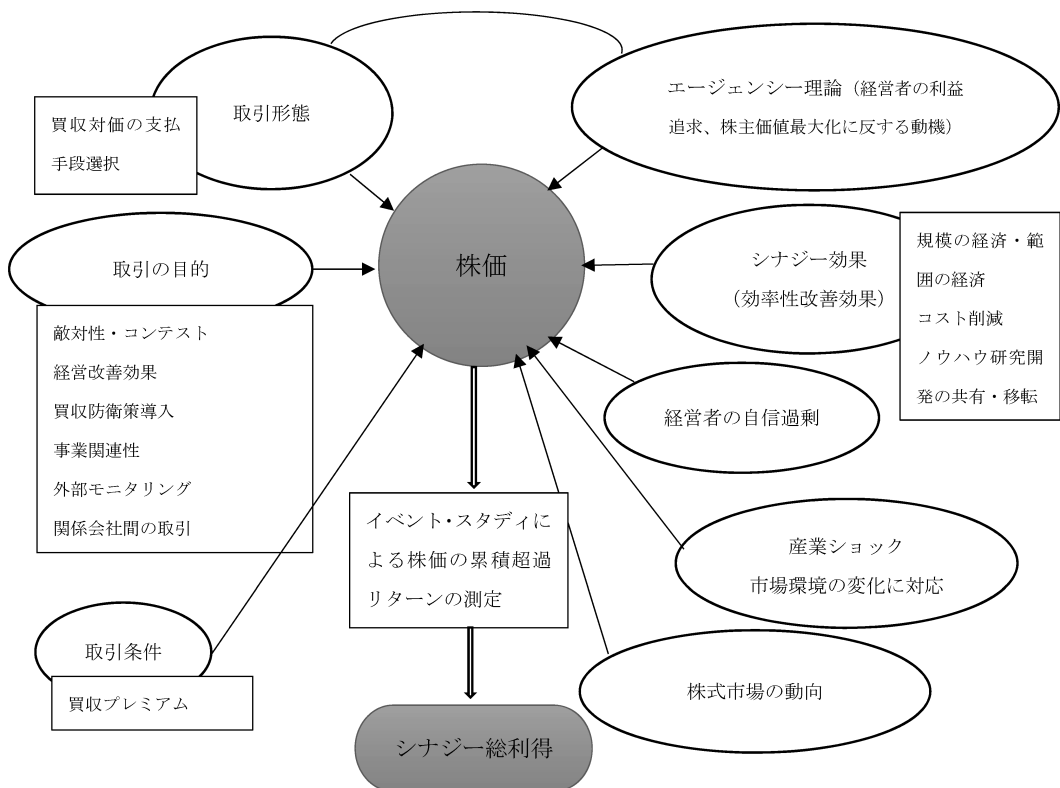 取引形態
買収対価の支払
手段選択
エージェンシー理論（経営者の利益
追求、株主価値最大化に反する動機）
株価
取引の目的
敵対性・コンテスト
経営改善効果
買収防衛策導入
事業関連性
外部モニタリング
関係会社間の取引
シナジー効果
（効率性改善効果）
規模の経済・範
囲の経済
コスト削減
ノウハウ研究開
発の共有・移転
経営者の自信過剰
イベント・スタディに
よる株価の累積超過
リターンの測定
産業ショック
市場環境の変化に対応
取引条件
買収プレミアム
株式市場の動向
シナジー総利得